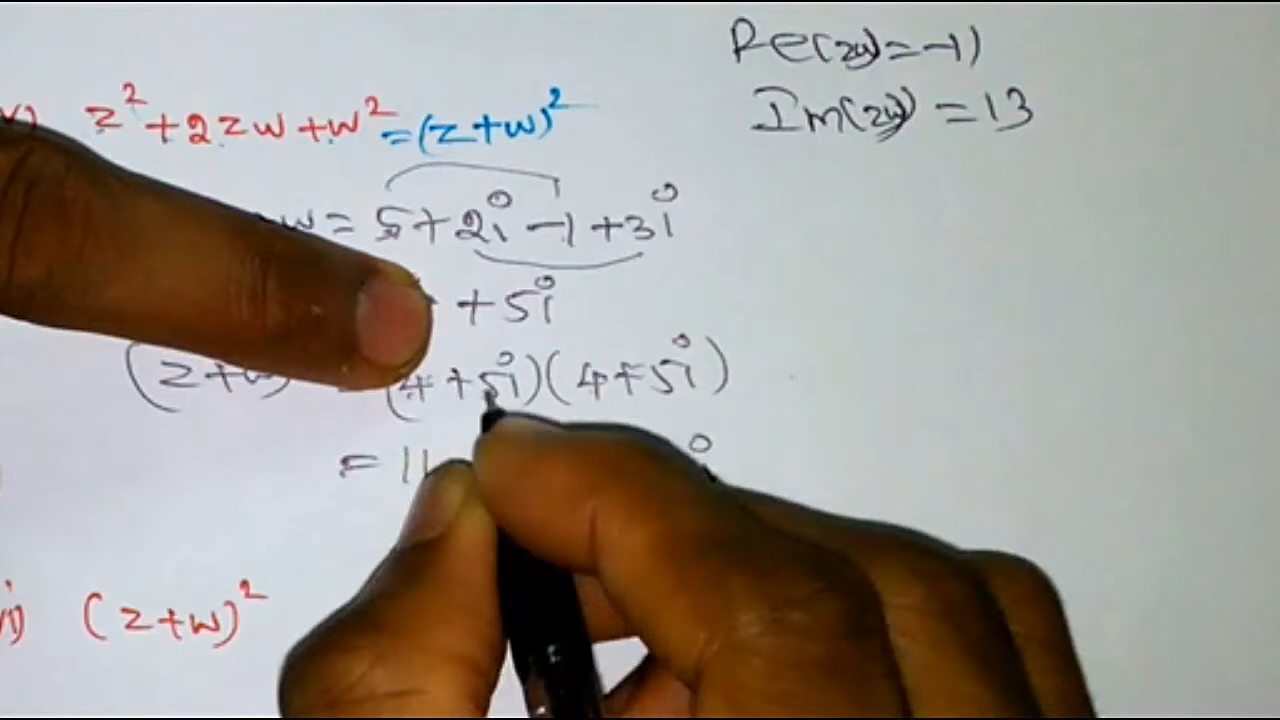 Re(zw) = -11
Im(zw) = 13
z² + 2zw + w² = (z+w)²
w = 5 + 2i - 1 + 3i
+ 5i
(z+w) = (4 + 5i)(4 + 5i)
= 1
(z+w)²